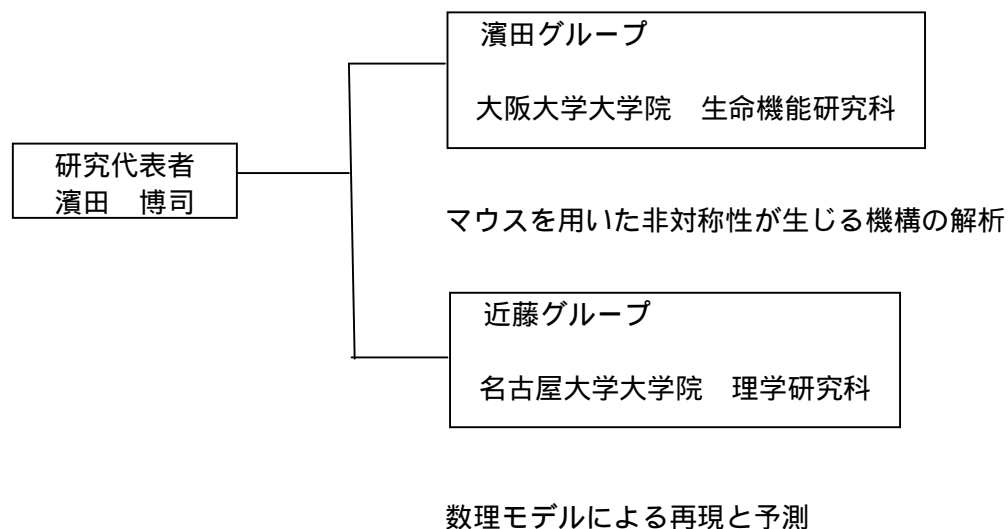 濱田グループ
大阪大学大学院　生命機能研究科
研究代表者
濱田　博司
マウスを用いた非対称性が生じる機構の解析
近藤グループ
名古屋大学大学院　理学研究科
数理モデルによる再現と予測